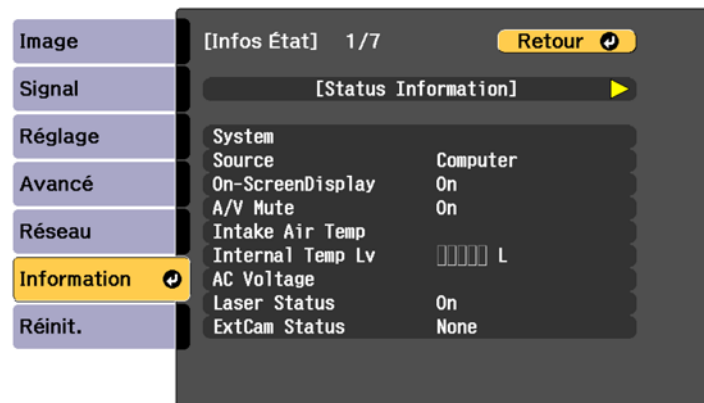 Image
Signal
Réglage
Avancé
Réseau
Information
Réinit.
[Infos État] 1/7
Retour
[Status Information]
System
Source Computer
On-ScreenDisplay On
A/V Mute On
Intake Air Temp
Internal Temp Lv L
AC Voltage
Laser Status On
ExtCam Status None